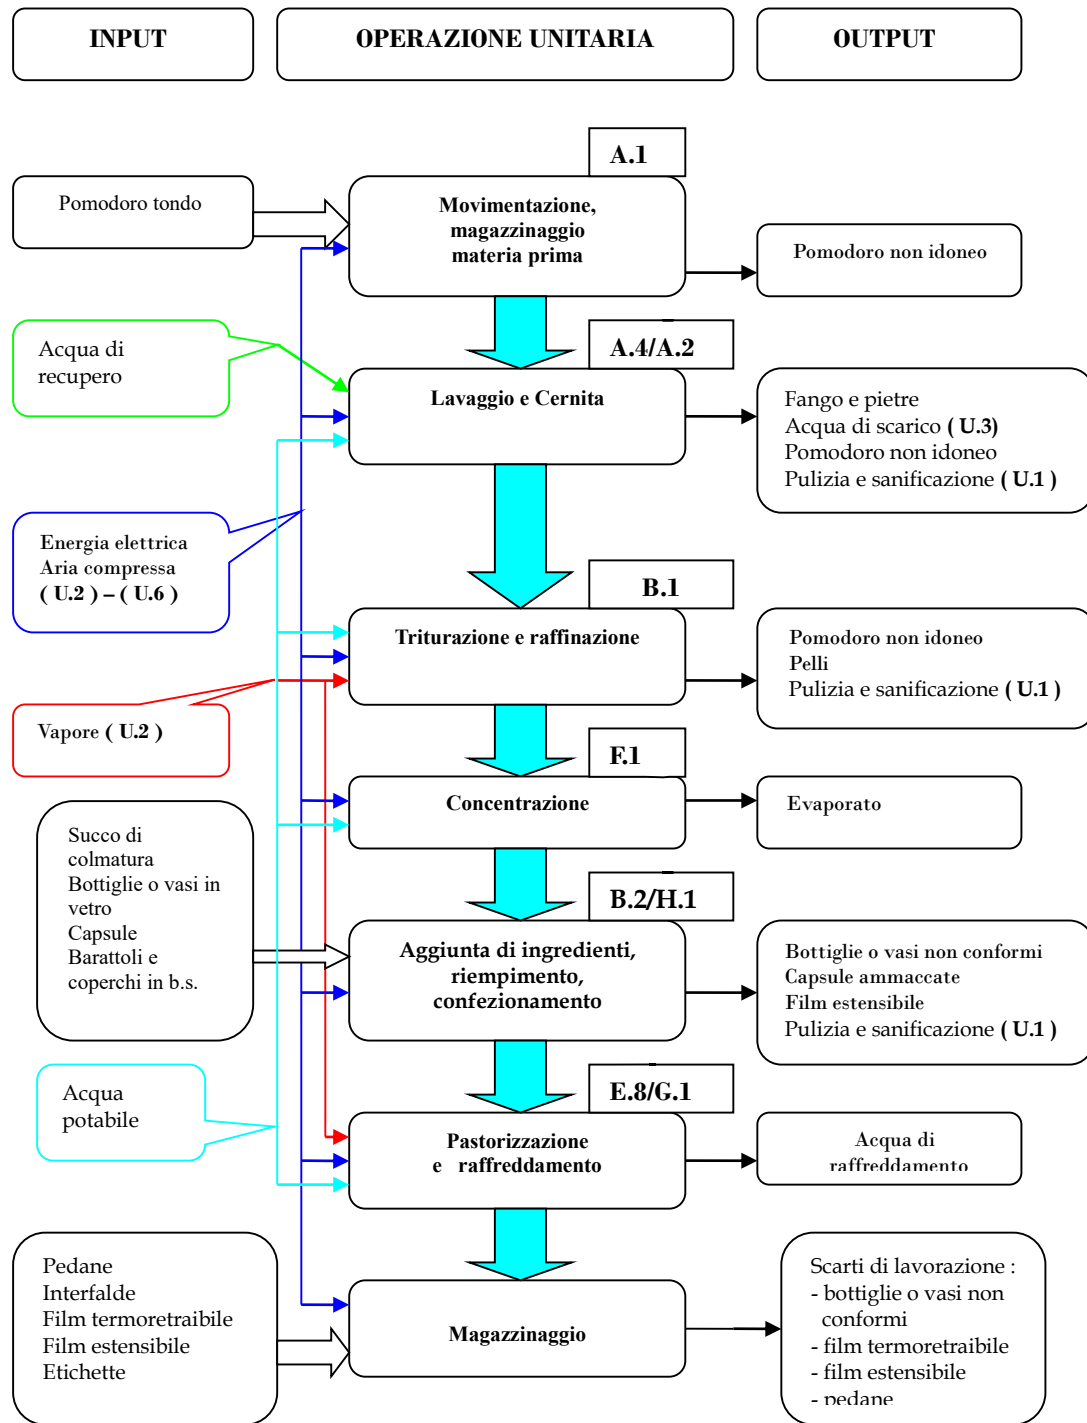 INPUT
OPERAZIONE UNITARIA
OUTPUT
A.1
Pomodoro tondo
Movimentazione,
magazzinaggio
materia prima
Pomodoro non idoneo
Acqua di
recupero
A.4/A.2
Lavaggio e Cernita
Fango e pietre
Acqua di scarico ( U.3)
Pomodoro non idoneo
Pulizia e sanificazione ( U.1 )
Energia elettrica
Aria compressa
( U.2 ) – ( U.6 )
B.1
Triturazione e raffinazione
Pomodoro non idoneo
Pelli
Pulizia e sanificazione ( U.1 )
Vapore ( U.2 )
F.1
Concentrazione
Evaporato
Succo di
colmatura
Bottiglie o vasi in
vetro
Capsule
Barattoli e
coperchi in b.s.
B.2/H.1
Aggiunta di ingredienti,
riempimento,
confezionamento
Bottiglie o vasi non conformi
Capsule ammaccate
Film estensibile
Pulizia e sanificazione ( U.1 )
Acqua
potabile
E.8/G.1
Pastorizzazione
e raffreddamento
Acqua di
raffreddamento
Pedane
Interfalde
Film termoretraibile
Film estensibile
Etichette
Magazzinaggio
Scarti di lavorazione :
- bottiglie o vasi non
conformi
- film termoretraibile
- film estensibile
- pedane